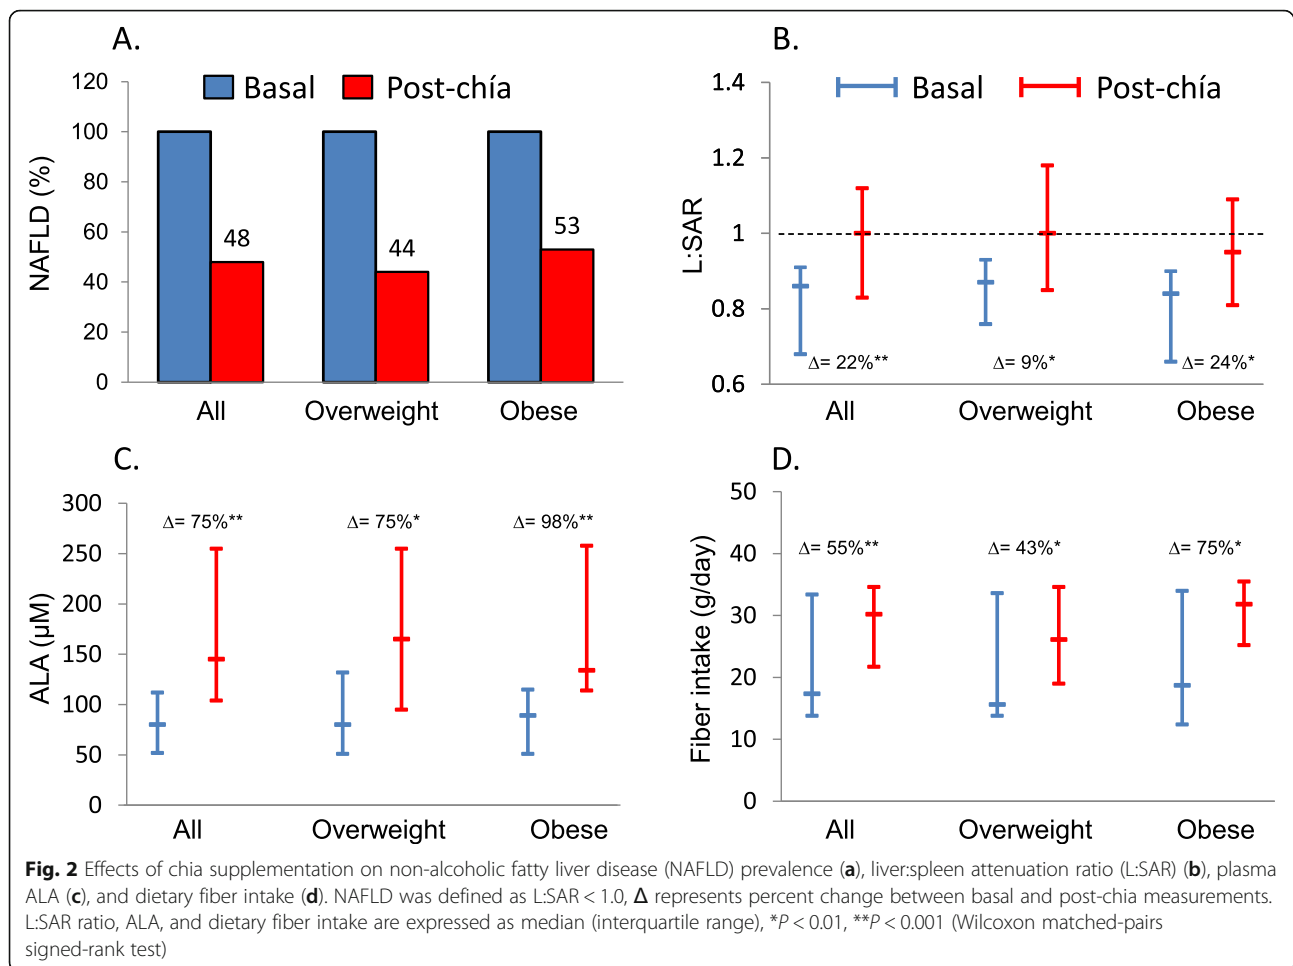 A.
120
100
80
60
40
20
0
NAFLD (%)
Basal Post-chía
48
44
53
All Overweight Obese
B.
1.4
1.2
1
0.8
0.6
L:SAR
Basal Post-chía
Δ= 22%** Δ= 9%* Δ= 24%*
All Overweight Obese
C.
300
250
200
150
100
50
0
ALA (µM)
Δ= 75%** Δ= 75%* Δ= 98%**
All Overweight Obese
D.
50
40
30
20
10
0
Fiber intake (g/day)
Δ= 55%** Δ= 43%* Δ= 75%*
All Overweight Obese
Fig. 2 Effects of chia supplementation on non-alcoholic fatty liver disease (NAFLD) prevalence (a), liver:spleen attenuation ratio (L:SAR) (b), plasma
ALA (c), and dietary fiber intake (d). NAFLD was defined as L:SAR < 1.0, Δ represents percent change between basal and post-chia measurements.
L:SAR ratio, ALA, and dietary fiber intake are expressed as median (interquartile range), *P < 0.01, **P < 0.001 (Wilcoxon matched-pairs
signed-rank test)